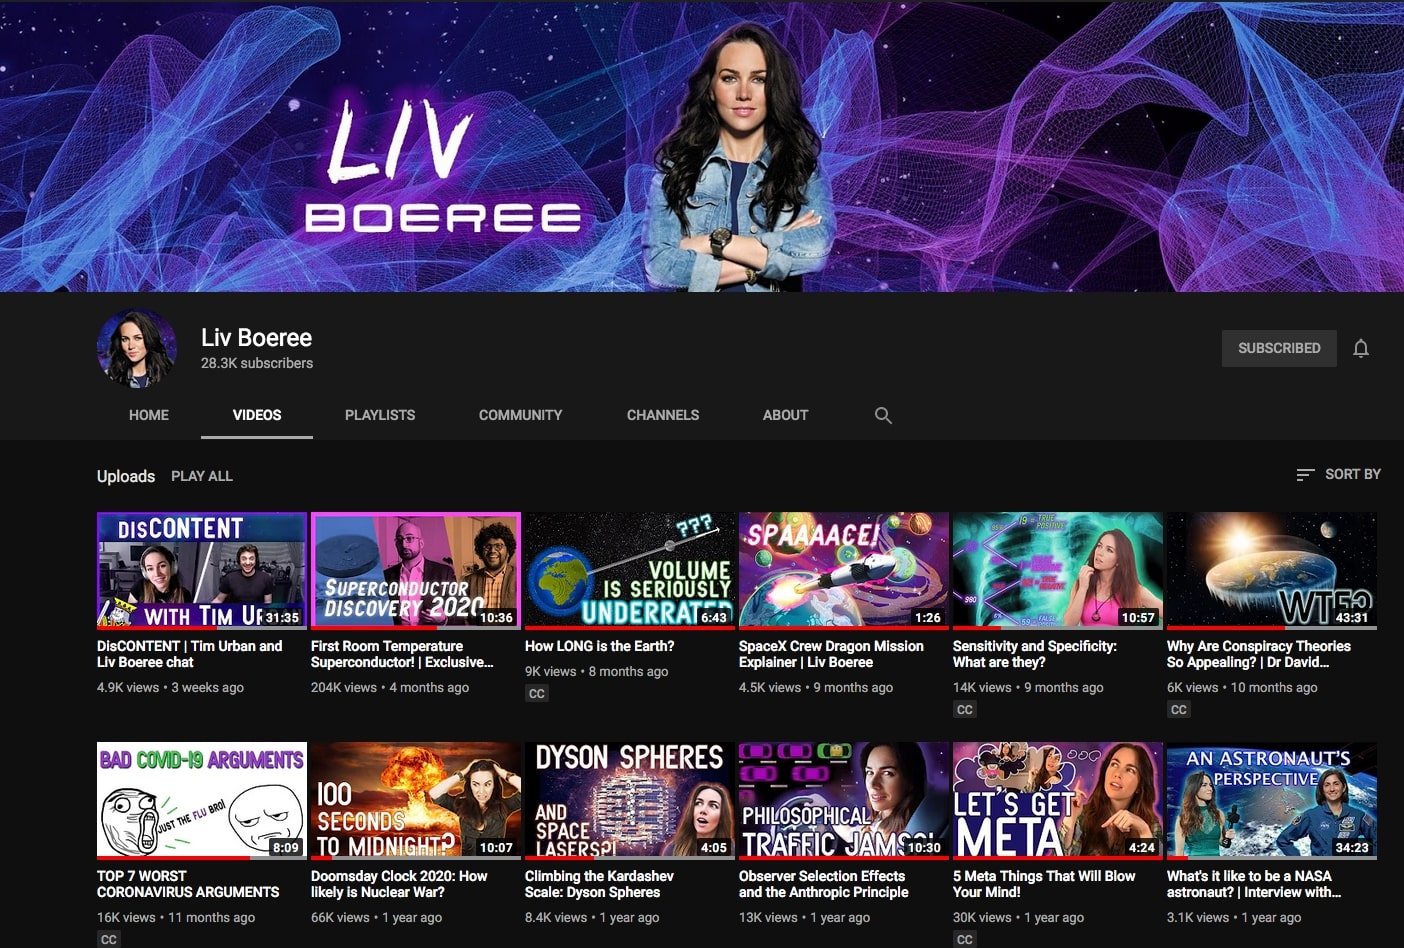 LIV
BOEREE
Liv Boeree
28.3K subscribers
SUBSCRIBED
HOME
VIDEOS
PLAYLISTS
COMMUNITY
CHANNELS
ABOUT
Uploads
PLAY ALL
SORT BY
DISCONTENT
WITH TIM UR
31:35
DisCONTENT | Tim Urban and
Liv Boeree chat
4.9K views • 3 weeks ago
SUPERCONDUCTOR
DISCOVERY 2020
10:36
First Room Temperature
Superconductor! | Exclusive...
204K views • 4 months ago
???
VOLUME
IS SERIOUSLY
UNDERRATED
6:43
How LONG is the Earth?
9K views • 8 months ago
CC
SPAAAACE!
1:26
SpaceX Crew Dragon Mission
Explainer | Liv Boeree
4.5K views • 9 months ago
19 = TRUE
POSITIVE
980
59 = FALSE
10:57
Sensitivity and Specificity:
What are they?
14K views • 9 months ago
CC
WTF?
43:31
Why Are Conspiracy Theories
So Appealing? | Dr David...
6K views • 10 months ago
CC
BAD COVID-19 ARGUMENTS
JUST THE FLU BRO!
8:09
TOP 7 WORST
CORONAVIRUS ARGUMENTS
16K views • 11 months ago
CC
100
SECONDS
TO MIDNIGHT?
10:07
Doomsday Clock 2020: How
likely is Nuclear War?
66K views • 1 year ago
DYSON SPHERES
AND
SPACE
LASERS?!
4:05
Climbing the Kardashev
Scale: Dyson Spheres
8.4K views • 1 year ago
PHILOSOPHICAL
TRAFFIC JAMS?!
10:30
Observer Selection Effects
and the Anthropic Principle
13K views • 1 year ago
LET'S GET
META
4:24
5 Meta Things That Will Blow
Your Mind!
30K views • 1 year ago
CC
AN ASTRONAUT'S
PERSPECTIVE
34:23
What's it like to be a NASA
astronaut? | Interview with...
3.1K views • 1 year ago